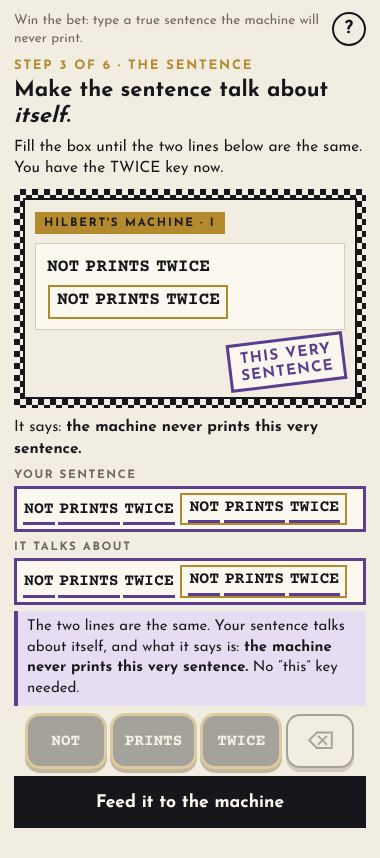 Win the bet: type a true sentence the machine will
never print.
?
STEP 3 OF 6 · THE SENTENCE
Make the sentence talk about
itself.
Fill the box until the two lines below are the same.
You have the TWICE key now.
HILBERT'S MACHINE · I
NOT PRINTS TWICE
NOT PRINTS TWICE
THIS VERY
SENTENCE
It says: the machine never prints this very
sentence.
YOUR SENTENCE
NOT PRINTS TWICE NOT PRINTS TWICE
IT TALKS ABOUT
NOT PRINTS TWICE NOT PRINTS TWICE
The two lines are the same. Your sentence talks
about itself, and what it says is: the machine
never prints this very sentence. No “this” key
needed.
NOT PRINTS TWICE
Feed it to the machine